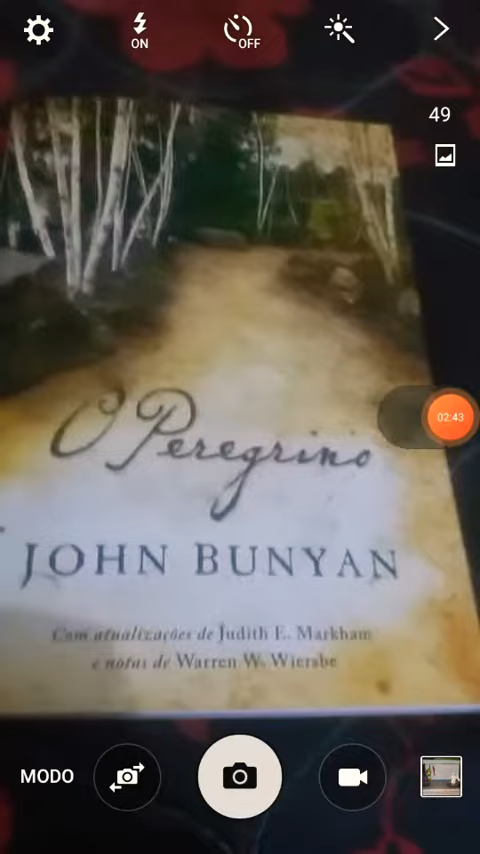 ON
OFF
49
02:43
O Peregrino
JOHN BUNYAN
Com atualizações de Judith E. Markham
e notas de Warren W. Wiersbe
MODO